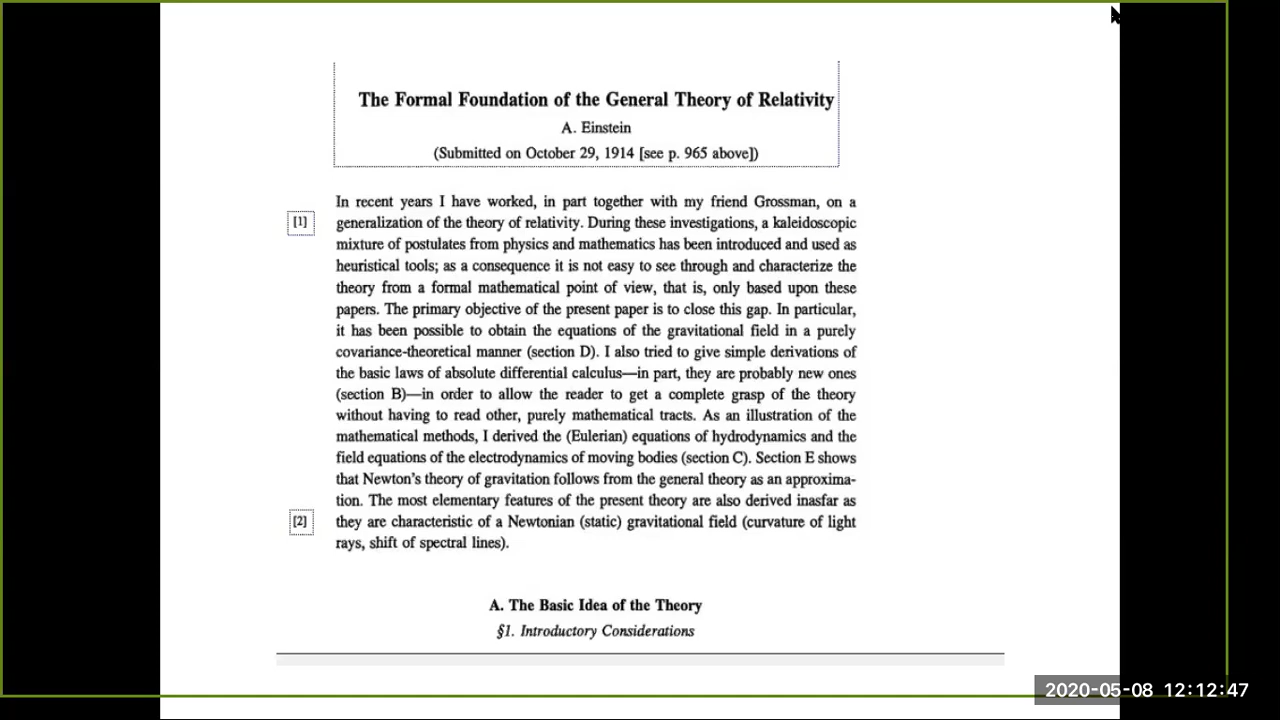 The Formal Foundation of the General Theory of Relativity
A. Einstein
(Submitted on October 29, 1914 [see p. 965 above])
In recent years I have worked, in part together with my friend Grossman, on a
[1] generalization of the theory of relativity. During these investigations, a kaleidoscopic
mixture of postulates from physics and mathematics has been introduced and used as
heuristical tools; as a consequence it is not easy to see through and characterize the
theory from a formal mathematical point of view, that is, only based upon these
papers. The primary objective of the present paper is to close this gap. In particular,
it has been possible to obtain the equations of the gravitational field in a purely
covariance-theoretical manner (section D). I also tried to give simple derivations of
the basic laws of absolute differential calculus—in part, they are probably new ones
(section B)—in order to allow the reader to get a complete grasp of the theory
without having to read other, purely mathematical tracts. As an illustration of the
mathematical methods, I derived the (Eulerian) equations of hydrodynamics and the
field equations of the electrodynamics of moving bodies (section C). Section E shows
that Newton's theory of gravitation follows from the general theory as an approxima-
tion. The most elementary features of the present theory are also derived inasfar as
[2] they are characteristic of a Newtonian (static) gravitational field (curvature of light
rays, shift of spectral lines).
A. The Basic Idea of the Theory
§1. Introductory Considerations
2020-05-08 12:12:47